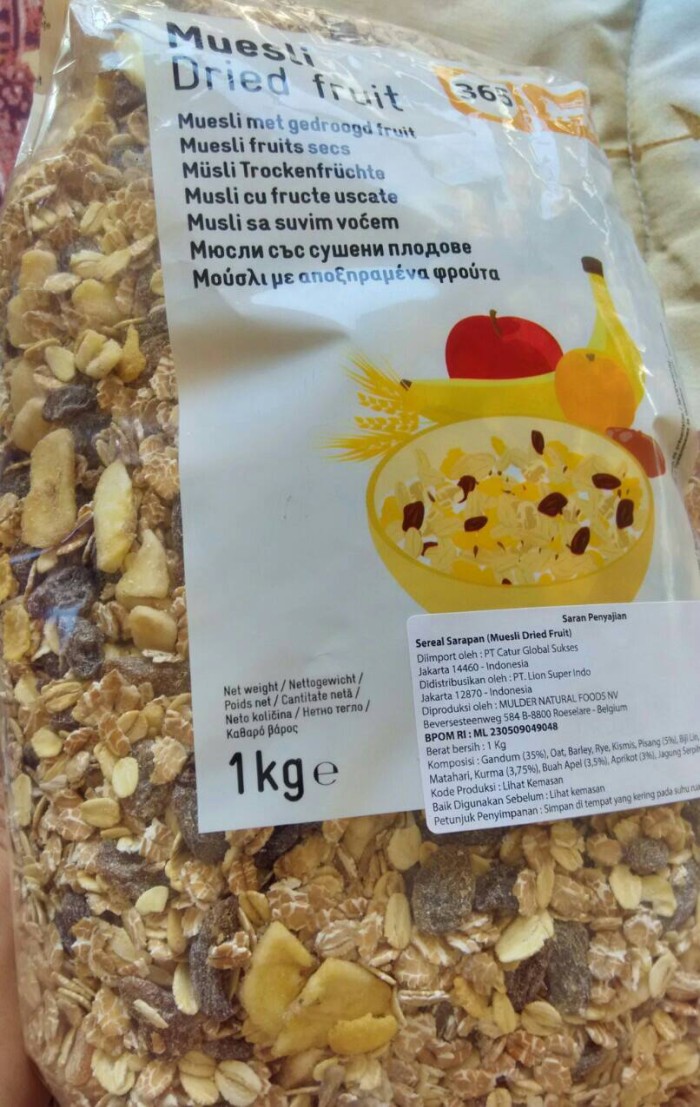 Muesli
Dried fruit
365
Muesli met gedroogd fruit
Muesli fruits secs
Müsli Trockenfrüchte
Musli cu fructe uscate
Musli sa suvim voćem
Мюсли със сушени плодове
Μούσλι με αποξηραμένα φρούτα
Net weight / Nettogewicht /
Poids net / Cantitate netă /
Neto količina / Нетно тегло /
Καθαρό βάρος
1kg ℮
Saran Penyajian
Sereal Sarapan (Muesli Dried Fruit)
Diimport oleh : PT Catur Global Sukses
Jakarta 14460 - Indonesia
Didistribusikan oleh : PT. Lion Super Indo
Jakarta 12870 - Indonesia
Diproduksi oleh : MULDER NATURAL FOODS NV
Beversesteenweg 584 B-8800 Roeselare - Belgium
BPOM RI : ML 230509049048
Berat bersih : 1 Kg
Komposisi : Gandum (35%), Oat, Barley, Rye, Kismis, Pisang (5%), Biji
Matahari, Kurma (3,75%), Buah Apel (3,5%), Aprikot (3%), Jagung
Kode Produksi : Lihat Kemasan
Baik Digunakan Sebelum : Lihat kemasan
Petunjuk Penyimpanan : Simpan di tempat yang kering pada suhu